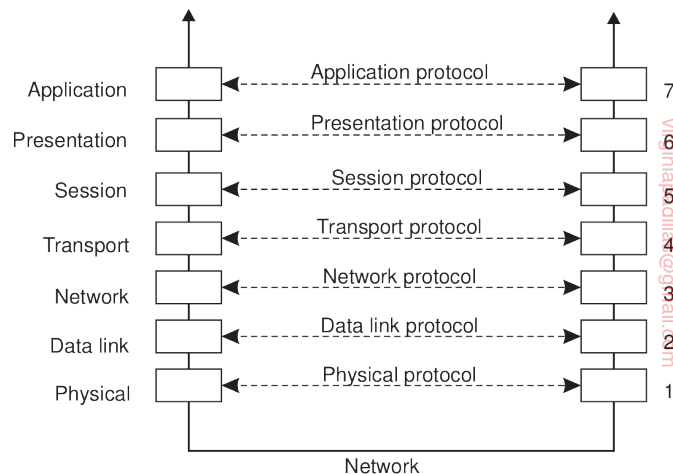 Application protocol
Application
7
Presentation protocol
Presentation
6
Session protocol
Session
5
Transport protocol
Transport
4
Network protocol
Network
3
Data link protocol
Data link
2
Physical protocol
Physical
1
Network